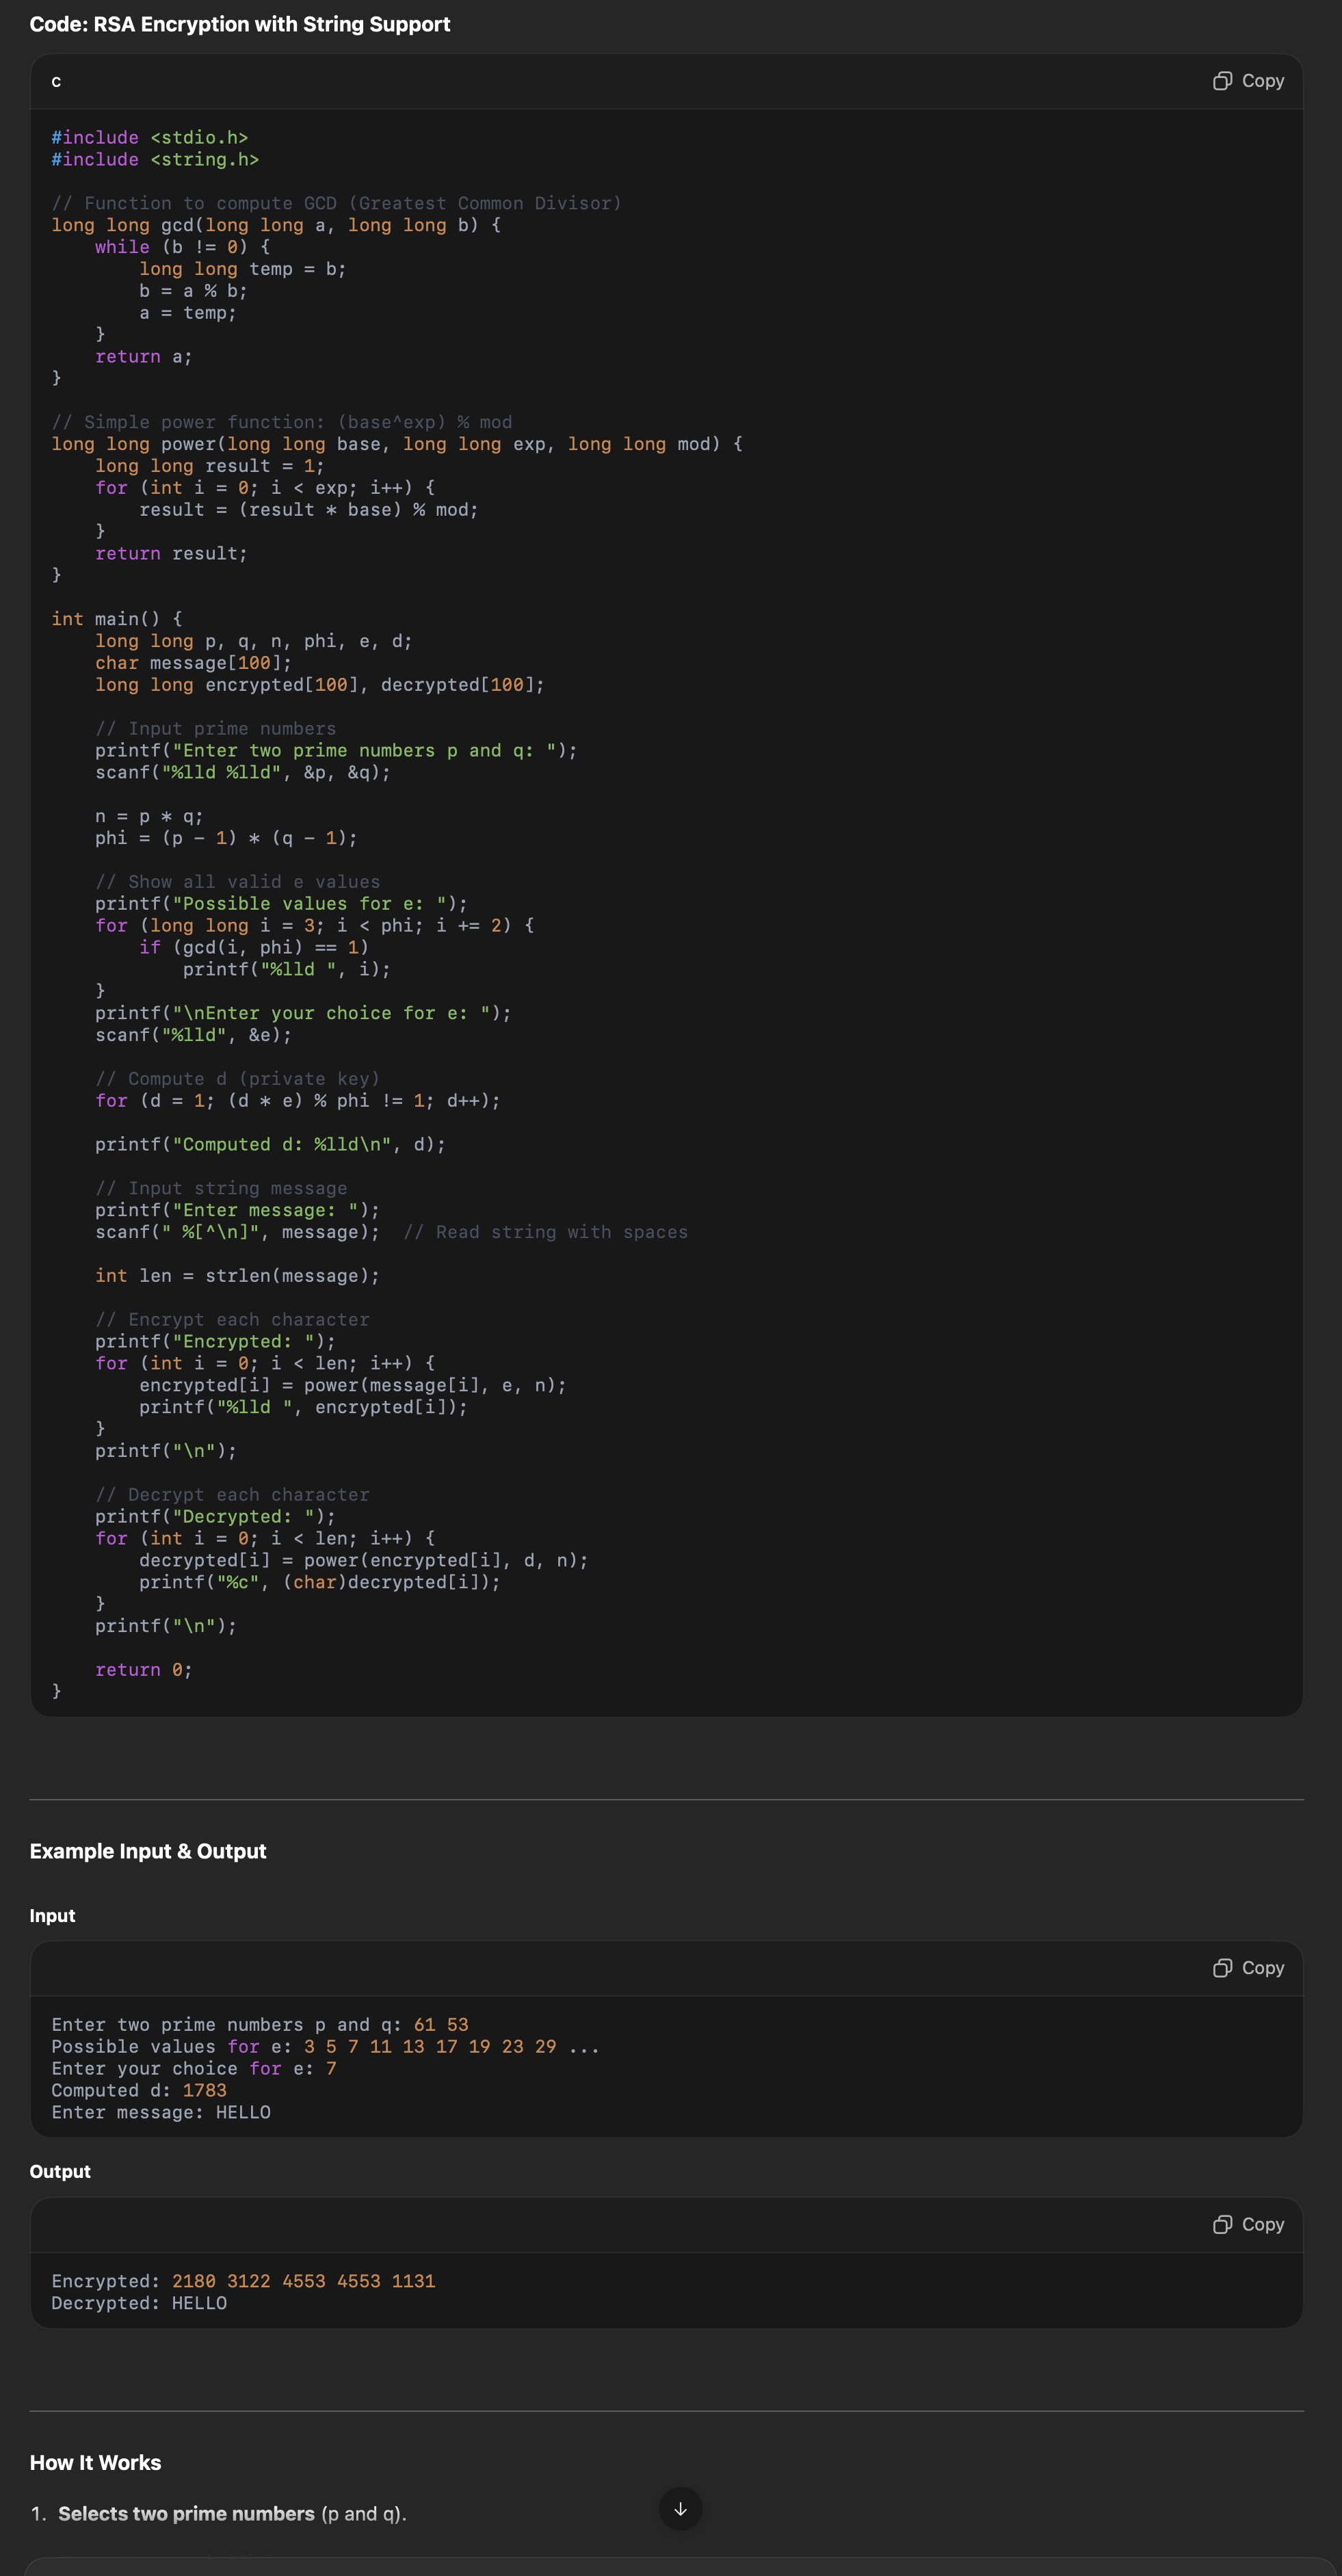 Code: RSA Encryption with String Support
c
Copy
#include <stdio.h>
#include <string.h>
// Function to compute GCD (Greatest Common Divisor)
long long gcd(long long a, long long b) {
    while (b != 0) {
        long long temp = b;
        b = a % b;
        a = temp;
    }
    return a;
}
// Simple power function: (base^exp) % mod
long long power(long long base, long long exp, long long mod) {
    long long result = 1;
    for (int i = 0; i < exp; i++) {
        result = (result * base) % mod;
    }
    return result;
}
int main() {
    long long p, q, n, phi, e, d;
    char message[100];
    long long encrypted[100], decrypted[100];
    // Input prime numbers
    printf("Enter two prime numbers p and q: ");
    scanf("%lld %lld", &p, &q);
    n = p * q;
    phi = (p - 1) * (q - 1);
    // Show all valid e values
    printf("Possible values for e: ");
    for (long long i = 3; i < phi; i += 2) {
        if (gcd(i, phi) == 1)
            printf("%lld ", i);
    }
    printf("\nEnter your choice for e: ");
    scanf("%lld", &e);
    // Compute d (private key)
    for (d = 1; (d * e) % phi != 1; d++);
    printf("Computed d: %lld\n", d);
    // Input string message
    printf("Enter message: ");
    scanf(" %[^\n]", message);  // Read string with spaces
    int len = strlen(message);
    // Encrypt each character
    printf("Encrypted: ");
    for (int i = 0; i < len; i++) {
        encrypted[i] = power(message[i], e, n);
        printf("%lld ", encrypted[i]);
    }
    printf("\n");
    // Decrypt each character
    printf("Decrypted: ");
    for (int i = 0; i < len; i++) {
        decrypted[i] = power(encrypted[i], d, n);
        printf("%c", (char)decrypted[i]);
    }
    printf("\n");
    return 0;
}
Example Input & Output
Input
Copy
Enter two prime numbers p and q: 61 53
Possible values for e: 3 5 7 11 13 17 19 23 29 ...
Enter your choice for e: 7
Computed d: 1783
Enter message: HELLO
Output
Copy
Encrypted: 2180 3122 4553 4553 1131
Decrypted: HELLO
How It Works
1. Selects two prime numbers (p and q).